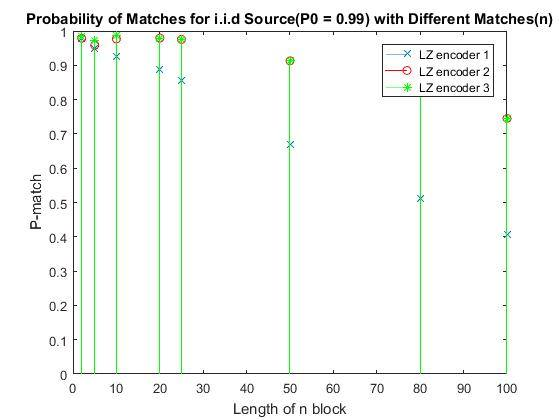 Probability of Matches for i.i.d Source(P0 = 0.99) with Different Matches(n)
1
0.9
0.8
0.7
0.6
0.5
0.4
0.3
0.2
0.1
0
P-match
LZ encoder 1
LZ encoder 2
LZ encoder 3
0 10 20 30 40 50 60 70 80 90 100
Length of n block